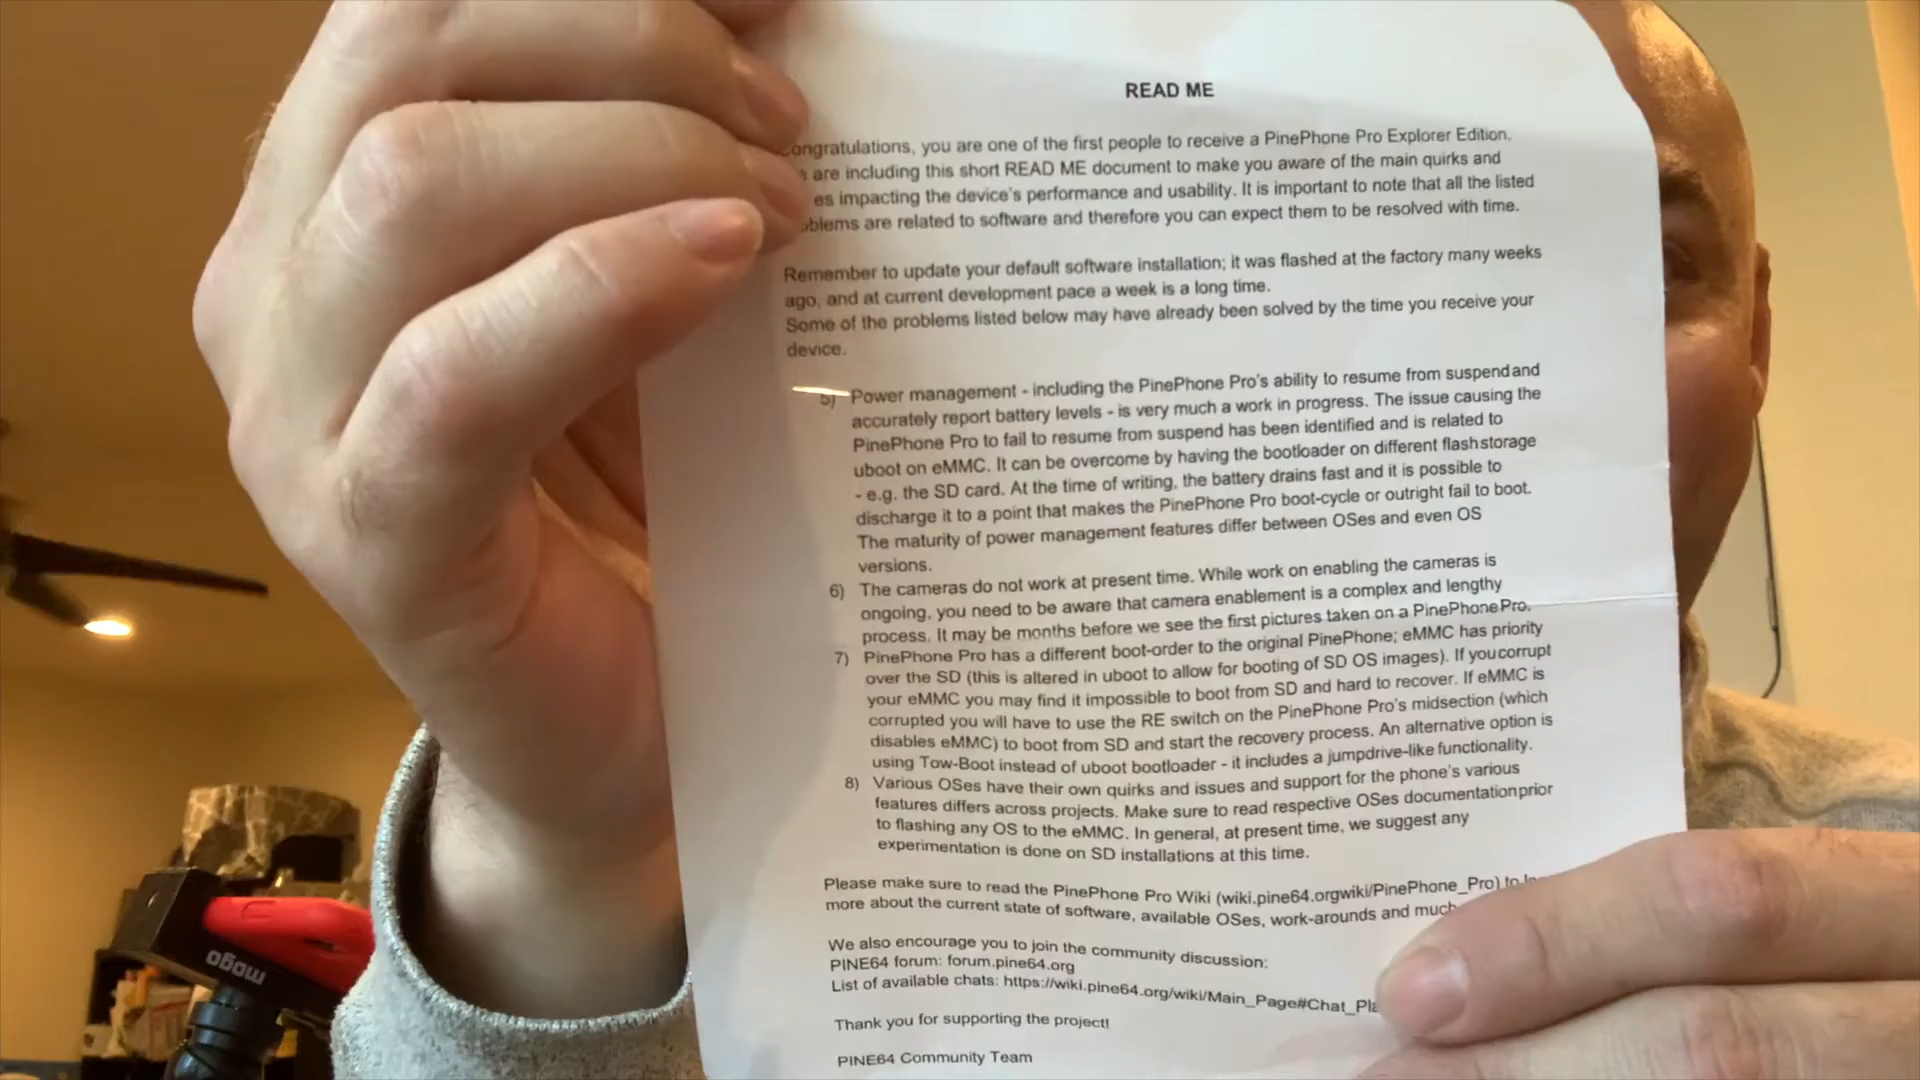 READ ME
ongratulations, you are one of the first people to receive a PinePhone Pro Explorer Edition.
are including this short READ ME document to make you aware of the main quirks and
es impacting the device's performance and usability. It is important to note that all the listed
oblems are related to software and therefore you can expect them to be resolved with time.
Remember to update your default software installation; it was flashed at the factory many weeks
ago, and at current development pace a week is a long time.
Some of the problems listed below may have already been solved by the time you receive your
device.
5) Power management - including the PinePhone Pro's ability to resume from suspend and
accurately report battery levels - is very much a work in progress. The issue causing the
PinePhone Pro to fail to resume from suspend has been identified and is related to
uboot on eMMC. It can be overcome by having the bootloader on different flash storage
- e.g. the SD card. At the time of writing, the battery drains fast and it is possible to
discharge it to a point that makes the PinePhone Pro boot-cycle or outright fail to boot.
The maturity of power management features differ between OSes and even OS
versions.
6) The cameras do not work at present time. While work on enabling the cameras is
ongoing, you need to be aware that camera enablement is a complex and lengthy
process. It may be months before we see the first pictures taken on a PinePhone Pro.
7) PinePhone Pro has a different boot-order to the original PinePhone; eMMC has priority
over the SD (this is altered in uboot to allow for booting of SD OS images). If you corrupt
your eMMC you may find it impossible to boot from SD and hard to recover. If eMMC is
corrupted you will have to use the RE switch on the PinePhone Pro's midsection (which
disables eMMC) to boot from SD and start the recovery process. An alternative option is
using Tow-Boot instead of uboot bootloader - it includes a jumpdrive-like functionality.
8) Various OSes have their own quirks and issues and support for the phone's various
features differs across projects. Make sure to read respective OSes documentation prior
to flashing any OS to the eMMC. In general, at present time, we suggest any
experimentation is done on SD installations at this time.
Please make sure to read the PinePhone Pro Wiki (wiki.pine64.orgwiki/PinePhone_Pro) to
more about the current state of software, available OSes, work-arounds and much
We also encourage you to join the community discussion:
PINE64 forum: forum.pine64.org
List of available chats: https://wiki.pine64.org/wiki/Main_Page#Chat_Pla
Thank you for supporting the project!
PINE64 Community Team
mogo